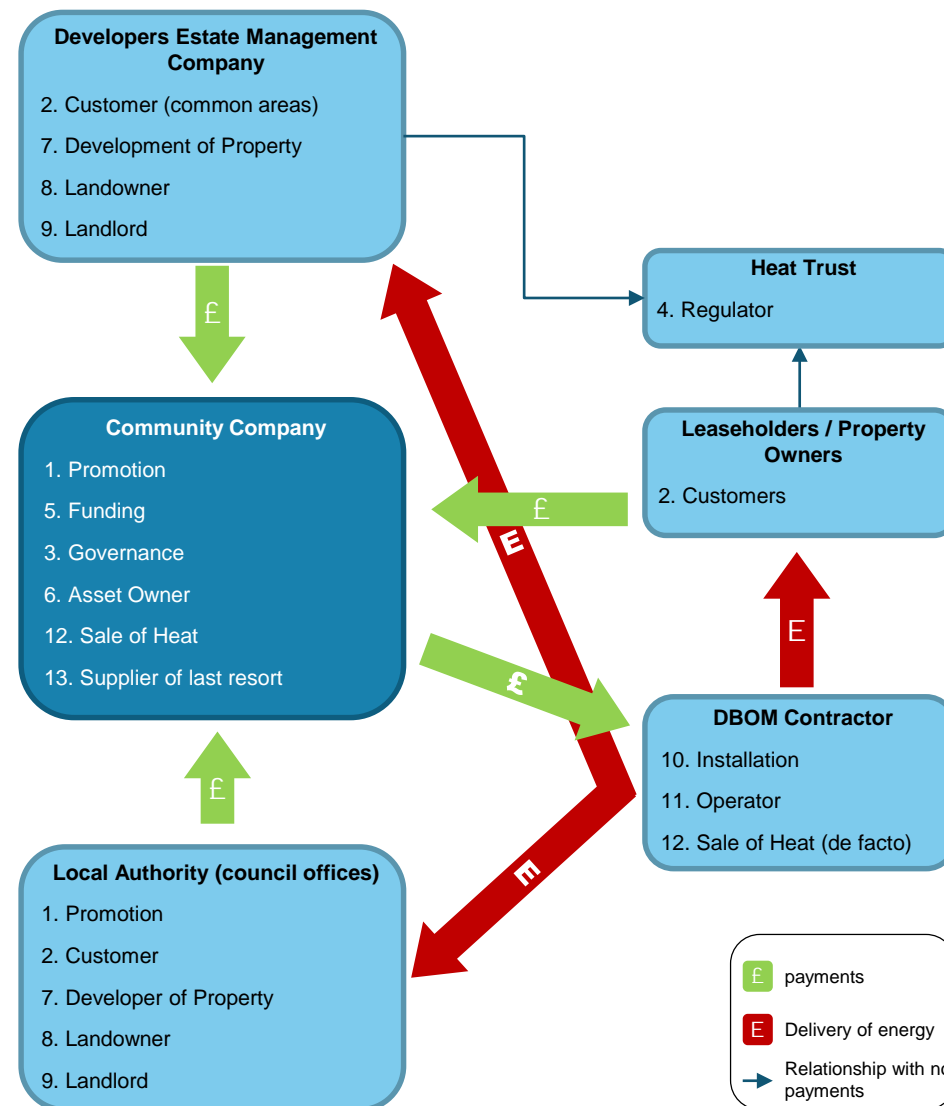 Developers Estate Management
Company
2. Customer (common areas)
7. Development of Property
8. Landowner
9. Landlord
£
Heat Trust
4. Regulator
Community Company
1. Promotion
5. Funding
3. Governance
6. Asset Owner
12. Sale of Heat
13. Supplier of last resort
Leaseholders / Property
Owners
2. Customers
£
E
£
E
DBOM Contractor
10. Installation
11. Operator
12. Sale of Heat (de facto)
£
E
Local Authority (council offices)
1. Promotion
2. Customer
7. Developer of Property
8. Landowner
9. Landlord
£ payments
E Delivery of energy
Relationship with no
payments